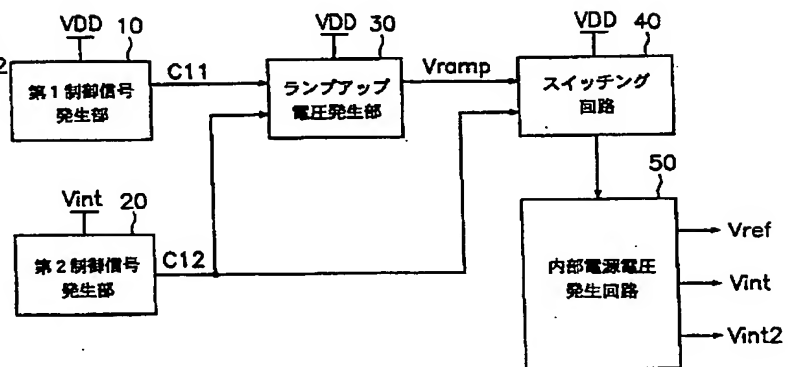 VDD 10
2
第1制御信号
発生部
C11
VDD 30
ランプアップ
電圧発生部
Vramp
VDD 40
スイッチング
回路
Vint 20
第2制御信号
発生部
C12
50
内部電源電圧
発生回路
Vref
Vint
Vint2